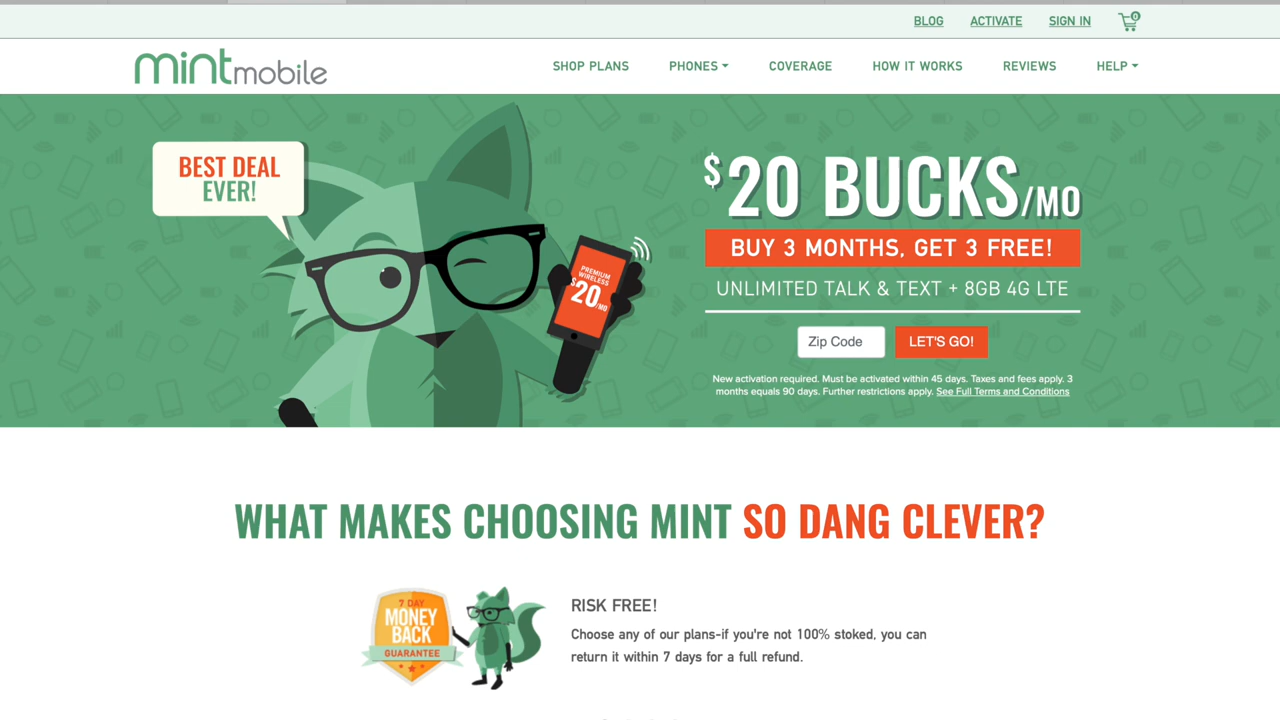 BLOG ACTIVATE SIGN IN 0
mintmobile
SHOP PLANS PHONES COVERAGE HOW IT WORKS REVIEWS HELP
BEST DEAL
EVER!
PREMIUM
WIRELESS
$20/MO
$20 BUCKS/MO
BUY 3 MONTHS, GET 3 FREE!
UNLIMITED TALK & TEXT + 8GB 4G LTE
Zip Code LET'S GO!
New activation required. Must be activated within 45 days. Taxes and fees apply. 3
months equals 90 days. Further restrictions apply. See Full Terms and Conditions
WHAT MAKES CHOOSING MINT SO DANG CLEVER?
7 DAY
MONEY
BACK
GUARANTEE
RISK FREE!
Choose any of our plans-if you're not 100% stoked, you can
return it within 7 days for a full refund.